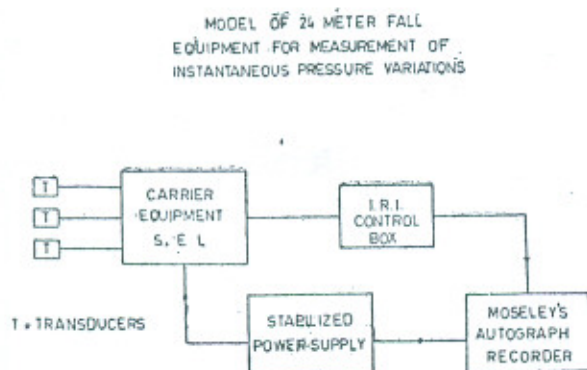 MODEL OF 24 METER FALL
EQUIPMENT FOR MEASUREMENT OF
INSTANTANEOUS PRESSURE VARIATIONS
T
T
T
CARRIER
EQUIPMENT
S. E L
I.R.I.
CONTROL
BOX
T = TRANSDUCERS
STABILIZED
POWER-SUPPLY
MOSELEY'S
AUTOGRAPH
RECORDER